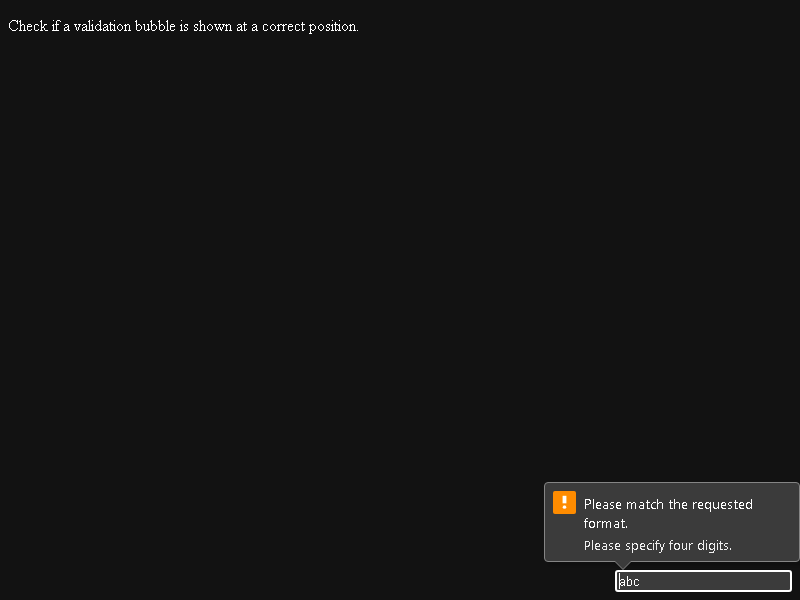 Check if a validation bubble is shown at a correct position.
!
Please match the requested
format.
Please specify four digits.
abc